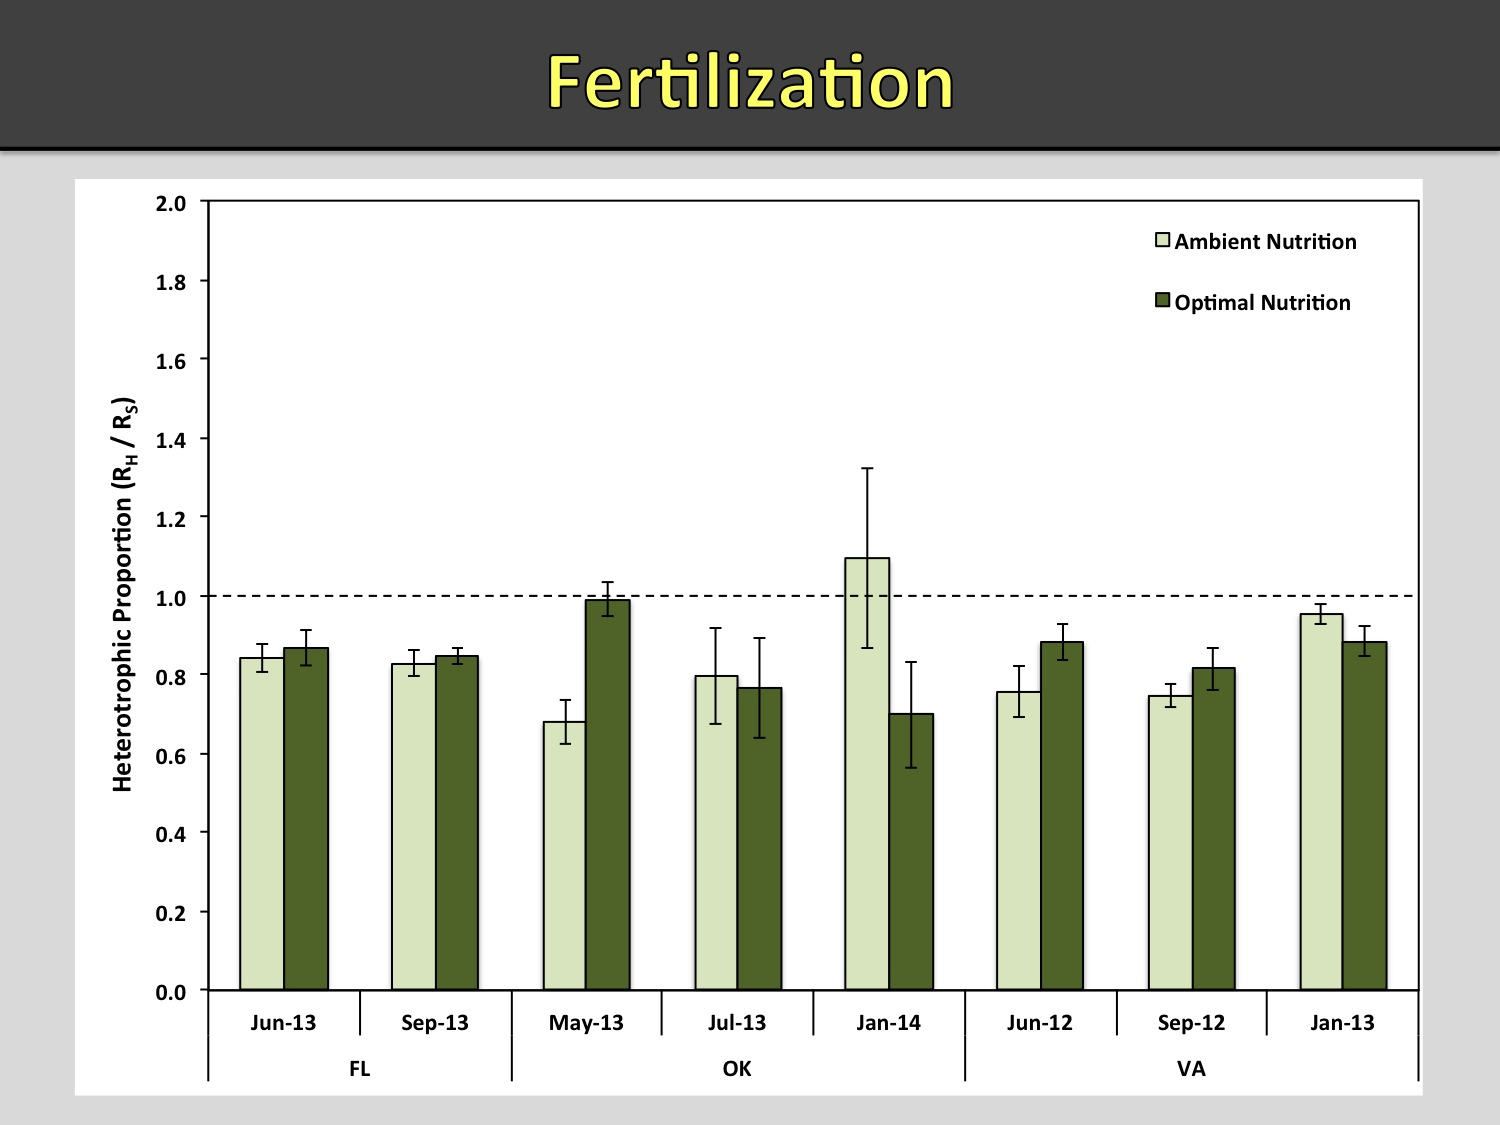 Fertilization
Ambient Nutrition
Optimal Nutrition
Heterotrophic Proportion (RH / RS)
2.0
1.8
1.6
1.4
1.2
1.0
0.8
0.6
0.4
0.2
0.0
Jun-13 Sep-13 May-13 Jul-13 Jan-14 Jun-12 Sep-12 Jan-13
FL OK VA